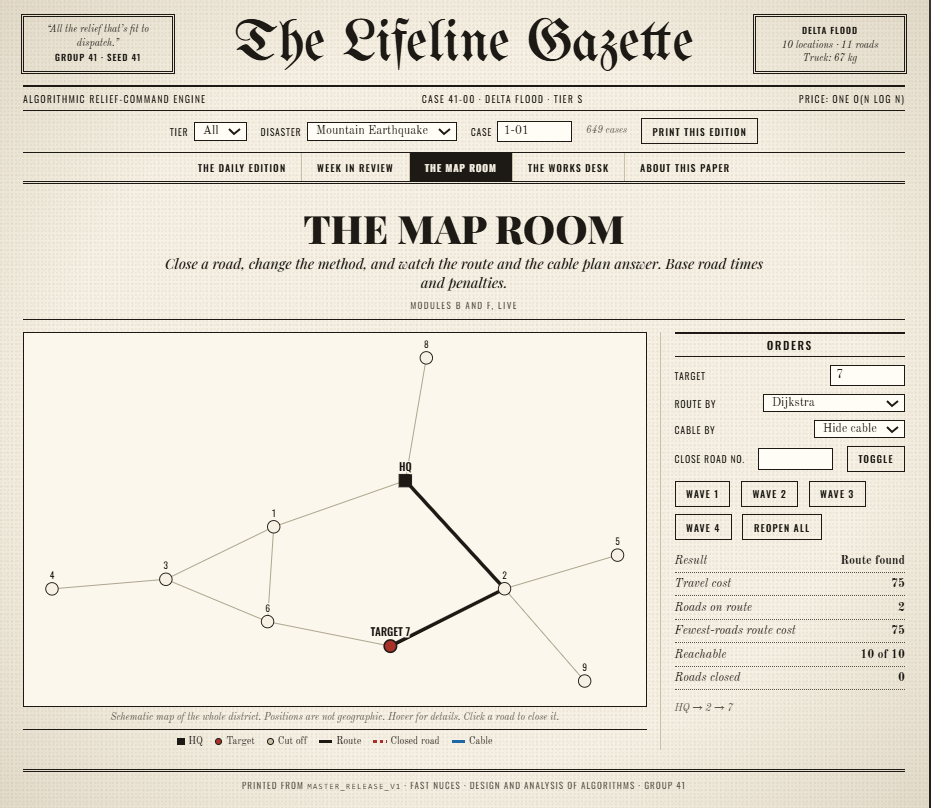 “All the relief that’s fit to
dispatch.”
GROUP 41 · SEED 41
The Lifeline Gazette
DELTA FLOOD
10 locations · 11 roads
Truck: 67 kg
ALGORITHMIC RELIEF-COMMAND ENGINE
CASE 41-00 · DELTA FLOOD · TIER S
PRICE: ONE O(N LOG N)
TIER All DISASTER Mountain Earthquake CASE 1-01 649 cases PRINT THIS EDITION
THE DAILY EDITION WEEK IN REVIEW THE MAP ROOM THE WORKS DESK ABOUT THIS PAPER
THE MAP ROOM
Close a road, change the method, and watch the route and the cable plan answer. Base road times
and penalties.
MODULES B AND F, LIVE
8
HQ
1
3
4
6
TARGET 7
2
5
9
Schematic map of the whole district. Positions are not geographic. Hover for details. Click a road to close it.
HQ Target Cut off Route Closed road Cable
ORDERS
TARGET 7
ROUTE BY Dijkstra
CABLE BY Hide cable
CLOSE ROAD NO. TOGGLE
WAVE 1 WAVE 2 WAVE 3
WAVE 4 REOPEN ALL
Result Route found
Travel cost 75
Roads on route 2
Fewest-roads route cost 75
Reachable 10 of 10
Roads closed 0
HQ → 2 → 7
PRINTED FROM MASTER_RELEASE_V1 · FAST NUCES · DESIGN AND ANALYSIS OF ALGORITHMS · GROUP 41